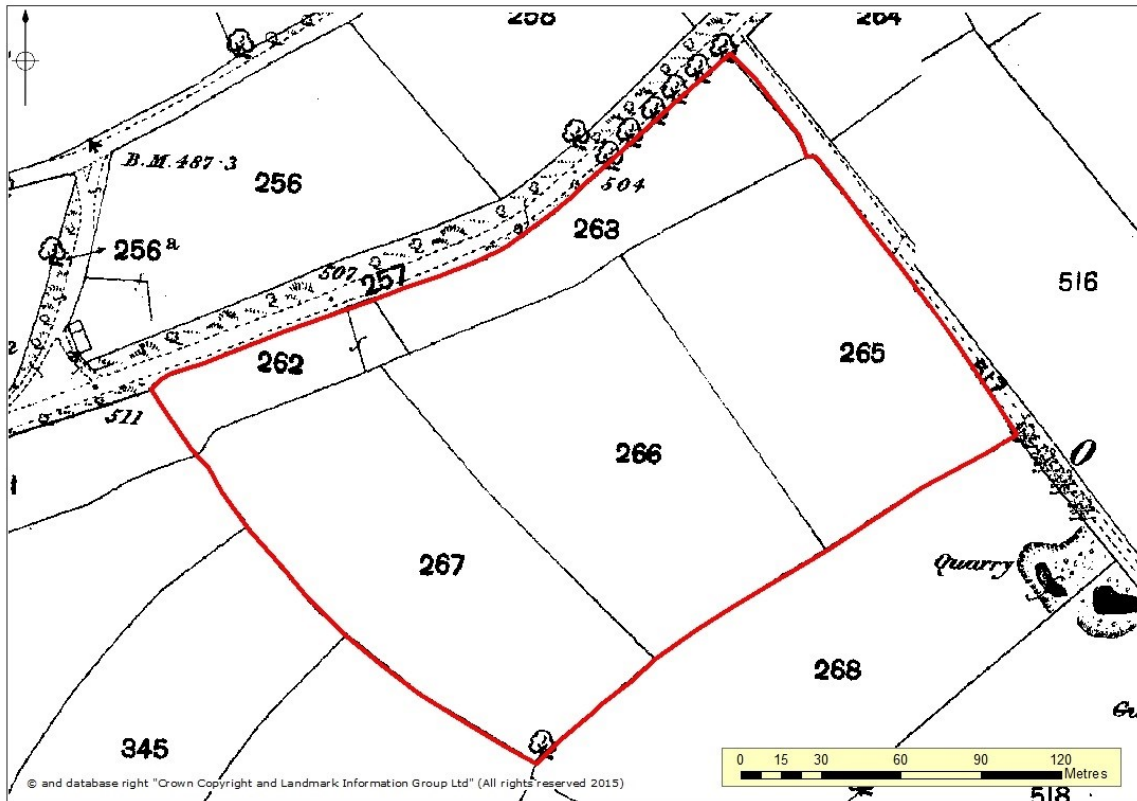 258
264
B.M. 487·3
256
504
256a
263
507
257
516
262
265
517
511
266
267
Quarry
268
345
0 15 30 60 90 120
Metres
© and database right "Crown Copyright and Landmark Information Group Ltd" (All rights reserved 2015)
518